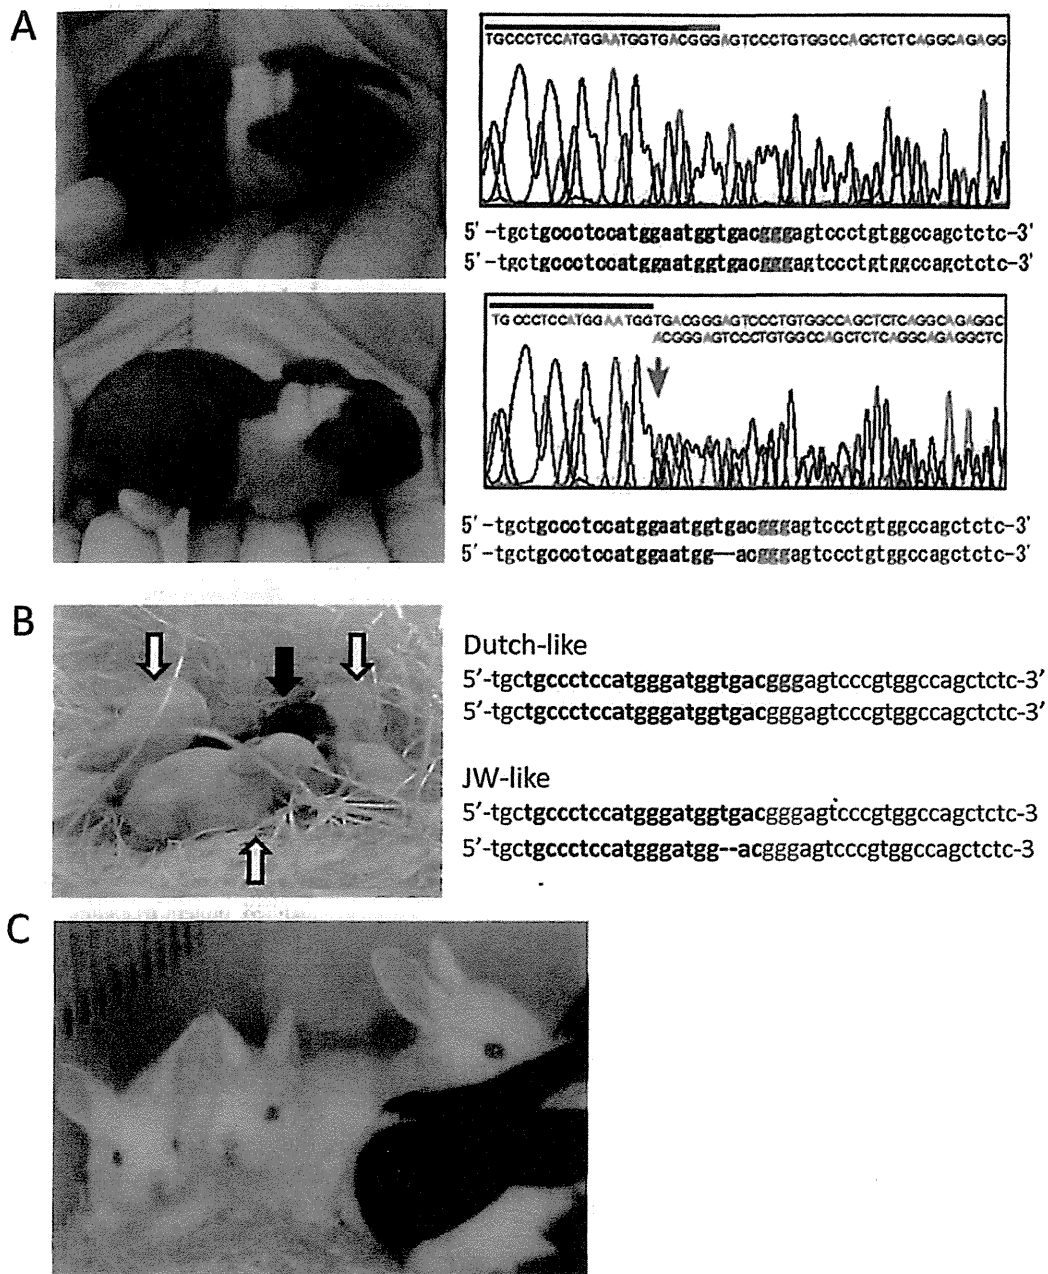 A
TGCCCTCCATGGAATGGTGACGGGAGTCCCTGTGGCCAGCTCTCAGGCAGAGG
5'-tgctgccctccatggaatggtgacgggagtccctgtggccagctctc-3'
5'-tgctgccctccatggaatggtgacgggagtccctgtggccagctctc-3'
TGCCCTCCATGGAATGGTGACGGGAGTCCCTGTGGCCAGCTCTCAGGCAGAGGC
ACGGGAGTCCCTGTGGCCAGCTCTCAGGCAGAGGCTC
5'-tgctgccctccatggaatggtgacgggagtccctgtggccagctctc-3'
5'-tgctgccctccatggaatgg--acgggagtccctgtggccagctctc-3'
B
Dutch-like
5'-tgctgccctccatgggatggtgacgggagtcccgtggccagctctc-3'
5'-tgctgccctccatgggatggtgacgggagtcccgtggccagctctc-3'
JW-like
5'-tgctgccctccatgggatggtgacgggagtcccgtggccagctctc-3
5'-tgctgccctccatgggatgg--acgggagtcccgtggccagctctc-3
C